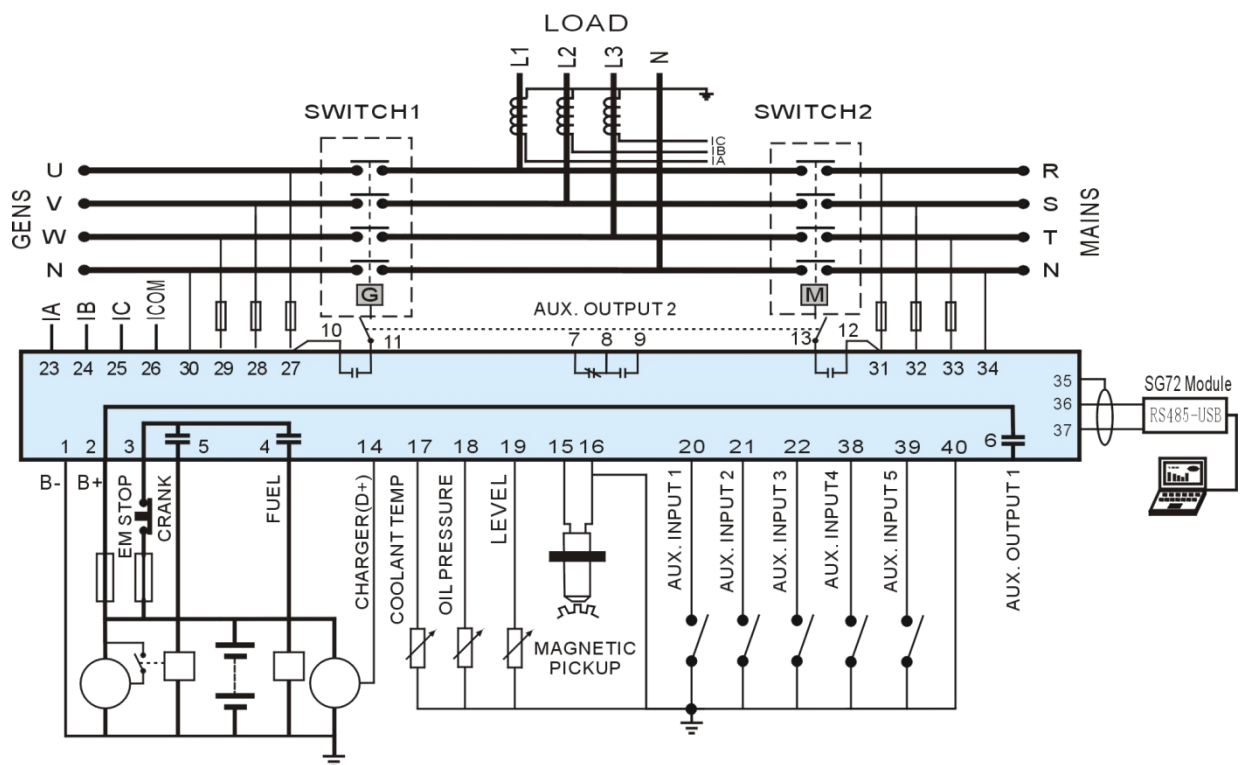 LOAD
L1
L2
L3
N
SWITCH1
SWITCH2
IC
IB
IA
GENS
U
V
W
N
R
S
T
N
MAINS
G
M
AUX. OUTPUT 2
IA
IB
IC
ICOM
10
11
7
8
9
13
12
23
24
25
26
30
29
28
27
31
32
33
34
35
36
37
SG72 Module
RS485-USB
1
2
3
5
4
14
17
18
19
15
16
20
21
22
38
39
40
6
B-
B+
EM STOP
CRANK
FUEL
CHARGER(D+)
COOLANT TEMP
OIL PRESSURE
LEVEL
MAGNETIC
PICKUP
AUX. INPUT 1
AUX. INPUT 2
AUX. INPUT 3
AUX. INPUT 4
AUX. INPUT 5
AUX. OUTPUT 1